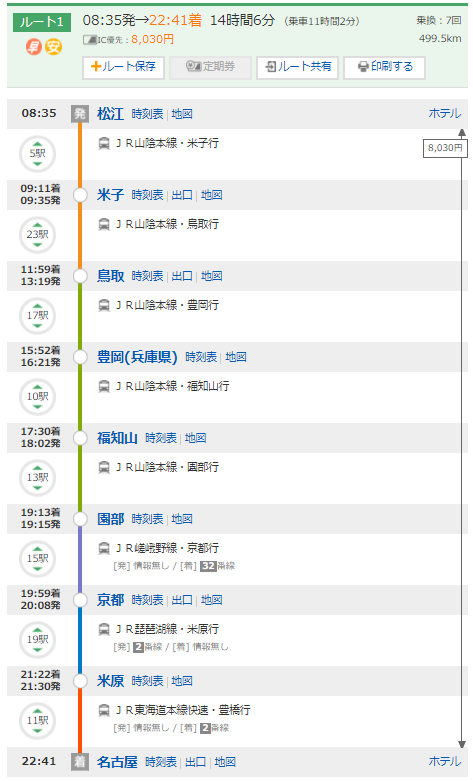 ルート1 08:35発→22:41着 14時間6分 （乗車11時間2分） 乗換：7回
早 安 IC優先：8,030円 499.5km
ルート保存 定期券 ルート共有 印刷する
08:35 発 松江 時刻表 | 地図 ホテル
5駅 ＪＲ山陰本線・米子行 8,030円
09:11着
09:35発 米子 時刻表 | 出口 | 地図
23駅 ＪＲ山陰本線・鳥取行
11:59着
13:19発 鳥取 時刻表 | 出口 | 地図
17駅 ＪＲ山陰本線・豊岡行
15:52着
16:21発 豊岡(兵庫県) 時刻表 | 地図
10駅 ＪＲ山陰本線・福知山行
17:30着
18:02発 福知山 時刻表 | 地図
13駅 ＪＲ山陰本線・園部行
19:13着
19:15発 園部 時刻表 | 地図
15駅 ＪＲ嵯峨野線・京都行
[発] 情報無し / [着] 32番線
19:59着
20:08発 京都 時刻表 | 出口 | 地図
19駅 ＪＲ琵琶湖線・米原行
[発] 2番線 / [着] 情報無し
21:22着
21:30発 米原 時刻表 | 地図
11駅 ＪＲ東海道本線快速・豊橋行
[発] 情報無し / [着] 2番線
22:41 着 名古屋 時刻表 | 出口 | 地図 ホテル